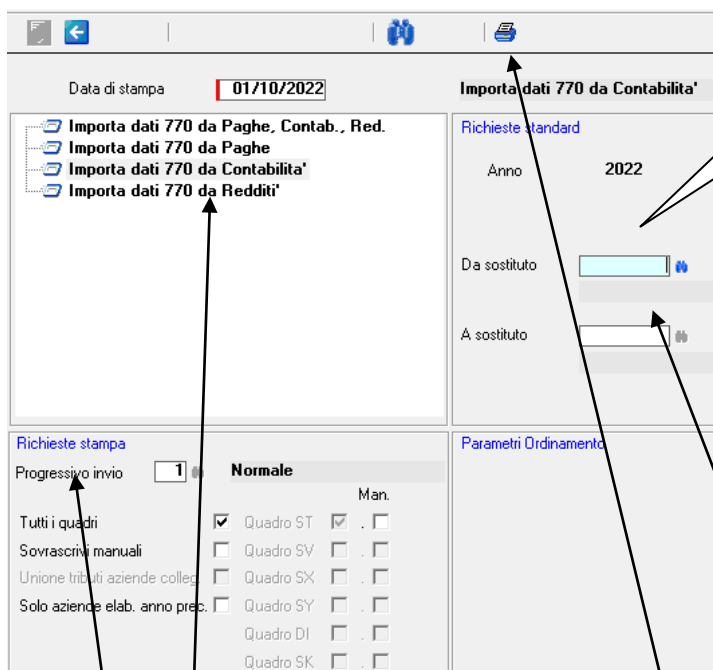 Data di stampa 01/10/2022
Importa dati 770 da Contabilita'
Importa dati 770 da Paghe, Contab., Red.
Importa dati 770 da Paghe
Importa dati 770 da Contabilita'
Importa dati 770 da Redditi'
Richieste standard
Anno 2022
Da sostituto
A sostituto
Richieste stampa
Progressivo invio 1 Normale
Man.
Tutti i quadri Quadro ST .
Sovrascrivi manuali Quadro SV .
Unione tributi aziende colleg. Quadro SX .
Solo aziende elab. anno prec. Quadro SY .
Quadro DI .
Quadro SK .
Parametri Ordinamento